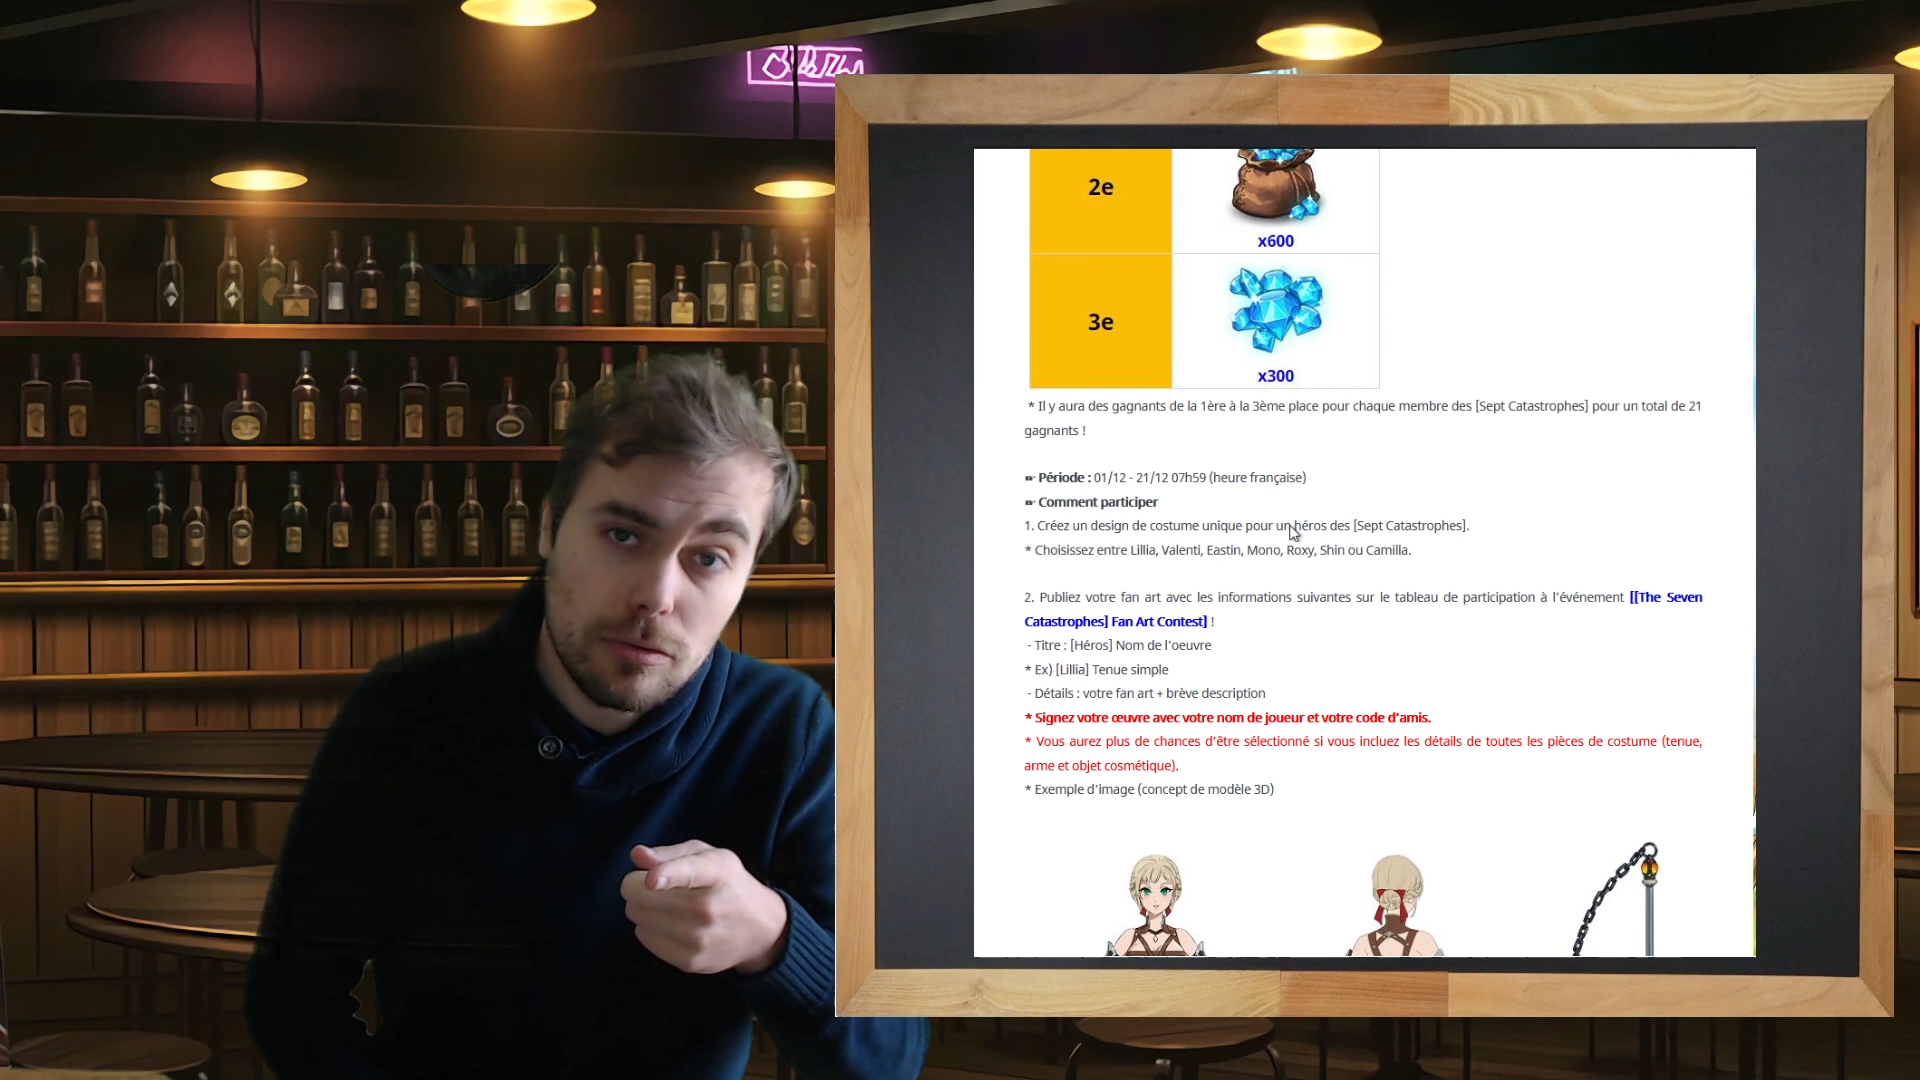 2e
x600
3e
x300
* Il y aura des gagnants de la 1ère à la 3ème place pour chaque membre des [Sept Catastrophes] pour un total de 21
gagnants !
Période : 01/12 - 21/12 07h59 (heure française)
Comment participer
1. Créez un design de costume unique pour un héros des [Sept Catastrophes].
* Choisissez entre Lillia, Valenti, Eastin, Mono, Roxy, Shin ou Camilla.
2. Publiez votre fan art avec les informations suivantes sur le tableau de participation à l'événement [[The Seven
Catastrophes] Fan Art Contest] !
- Titre : [Héros] Nom de l'oeuvre
* Ex) [Lillia] Tenue simple
- Détails : votre fan art + brève description
* Signez votre œuvre avec votre nom de joueur et votre code d'amis.
* Vous aurez plus de chances d'être sélectionné si vous incluez les détails de toutes les pièces de costume (tenue,
arme et objet cosmétique).
* Exemple d'image (concept de modèle 3D)